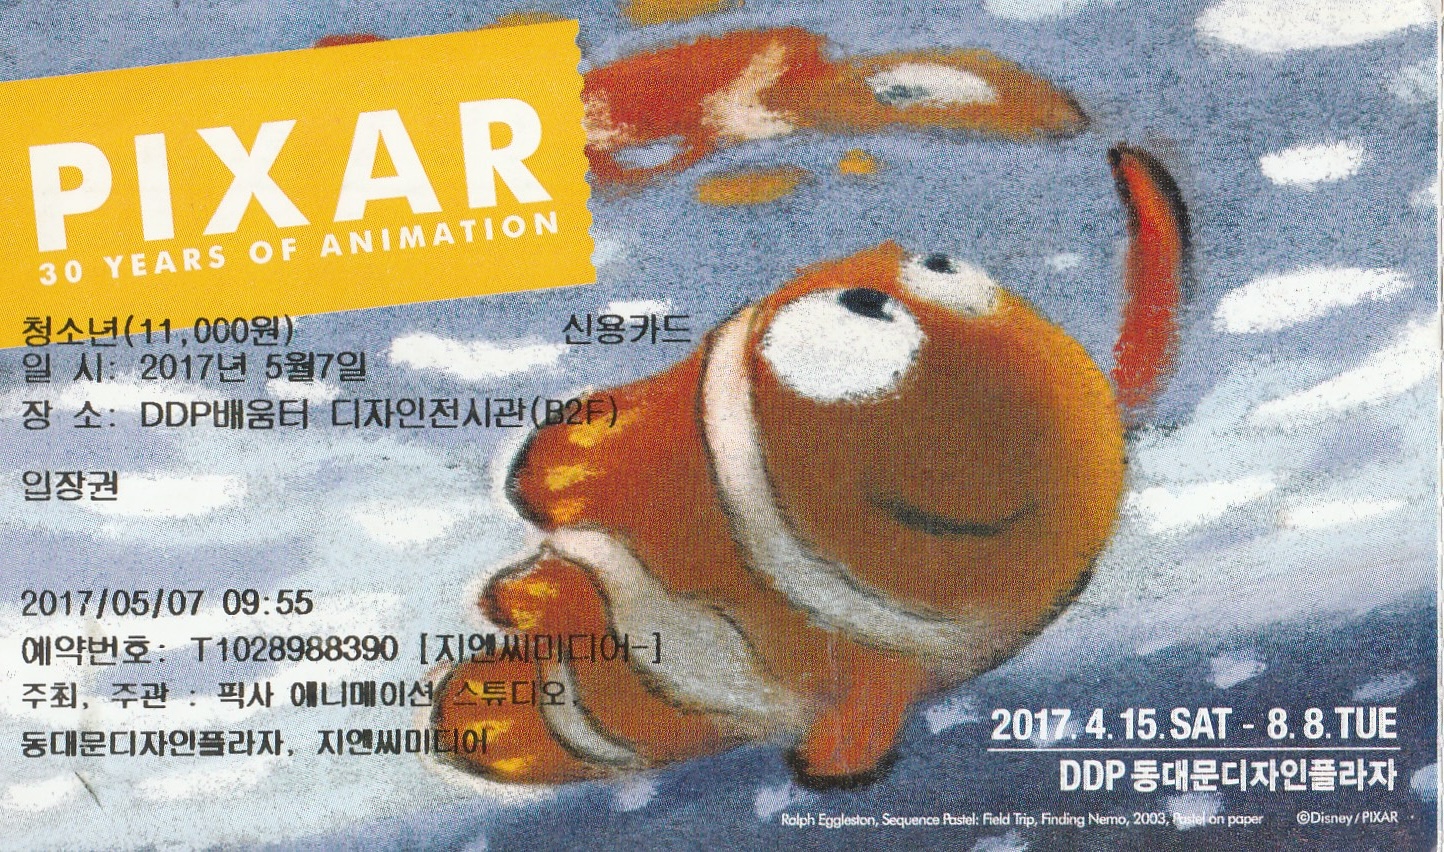 PIXAR
30 YEARS OF ANIMATION
청소년(11,000원) 신용카드
일 시: 2017년 5월7일
장 소: DDP배움터 디자인전시관(B2F)
입장권
2017/05/07 09:55
예약번호: T1028988390 [지앤씨미디어-]
주최, 주관 : 픽사 애니메이션 스튜디오,
동대문디자인플라자, 지앤씨미디어
2017. 4. 15.SAT - 8. 8.TUE
DDP 동대문디자인플라자
Ralph Eggleston, Sequence Pastel: Field Trip, Finding Nemo, 2003, Pastel on paper ©Disney / PIXAR